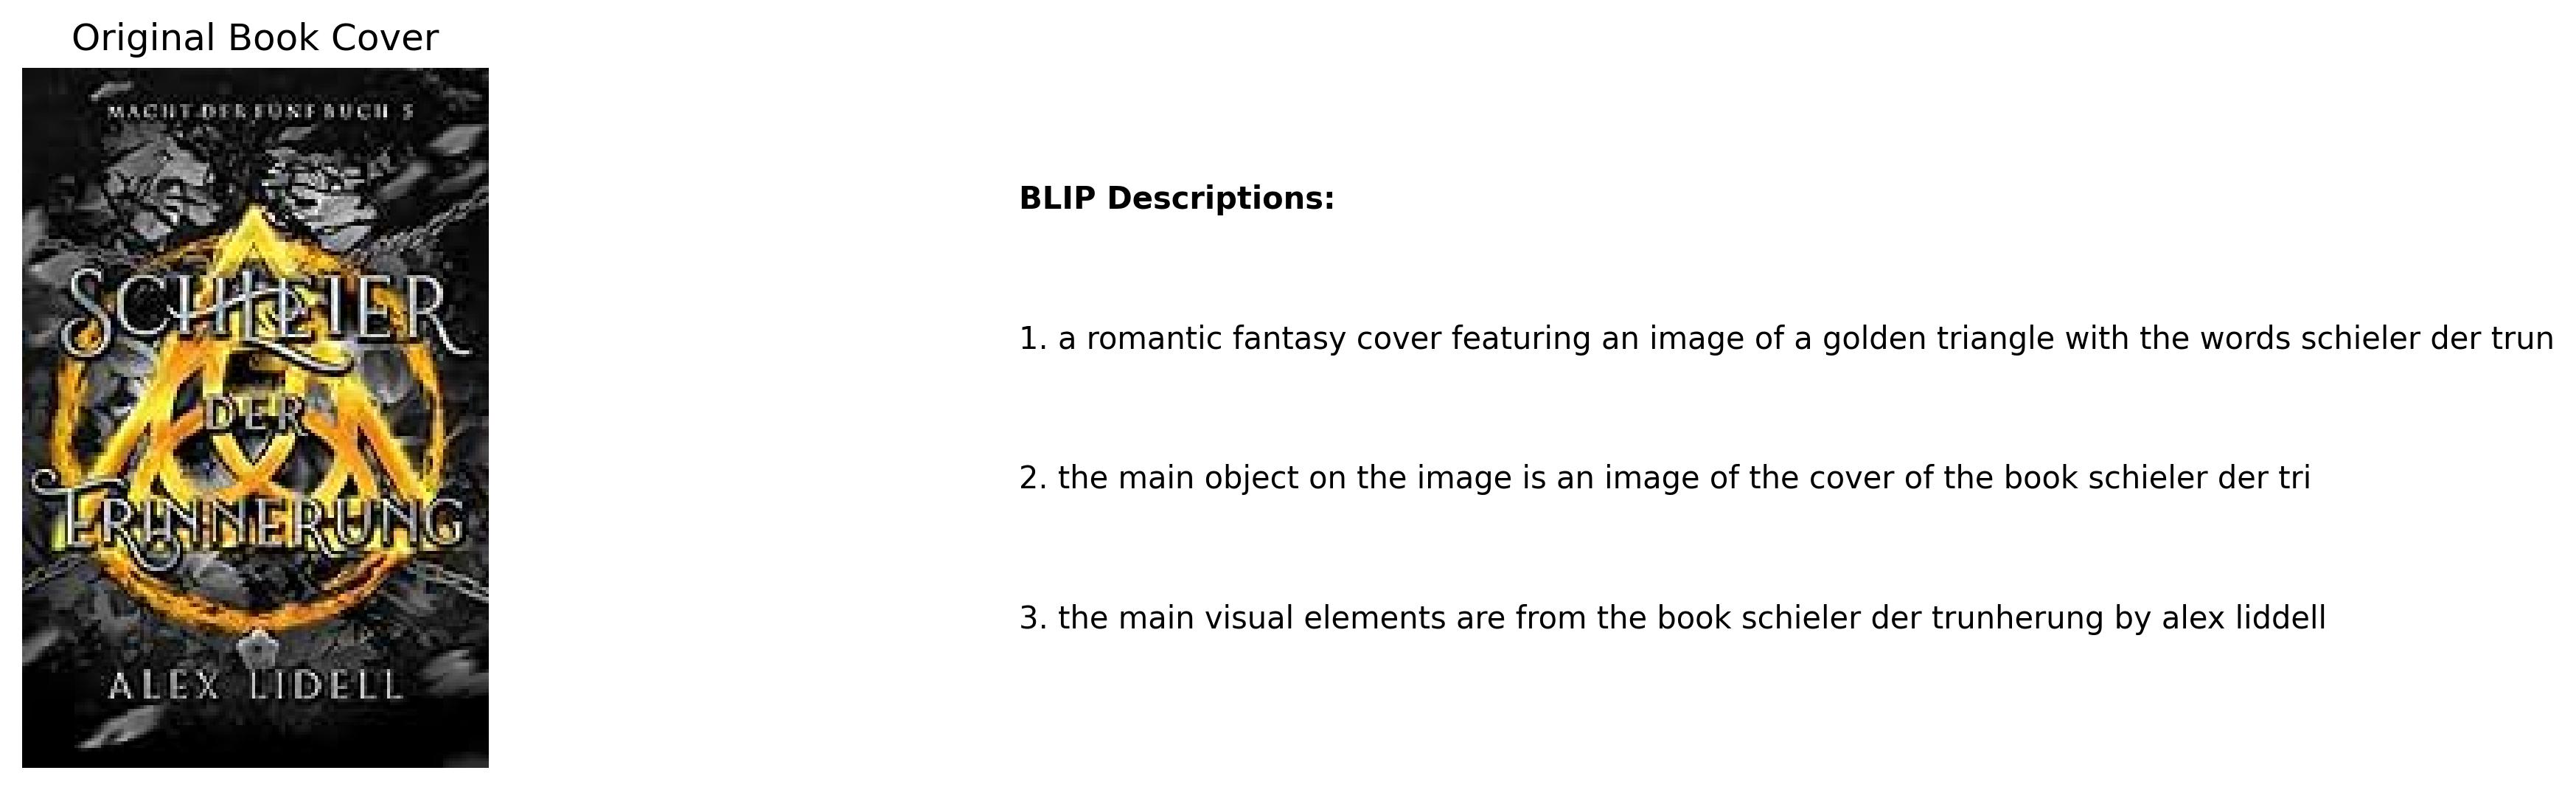 Original Book Cover
MACHT DER FÜNF BUCH 5
SCHLEIER
DER
ERINNERUNG
ALEX LIDELL
BLIP Descriptions:
1. a romantic fantasy cover featuring an image of a golden triangle with the words schieler der trun
2. the main object on the image is an image of the cover of the book schieler der tri
3. the main visual elements are from the book schieler der trunherung by alex liddell